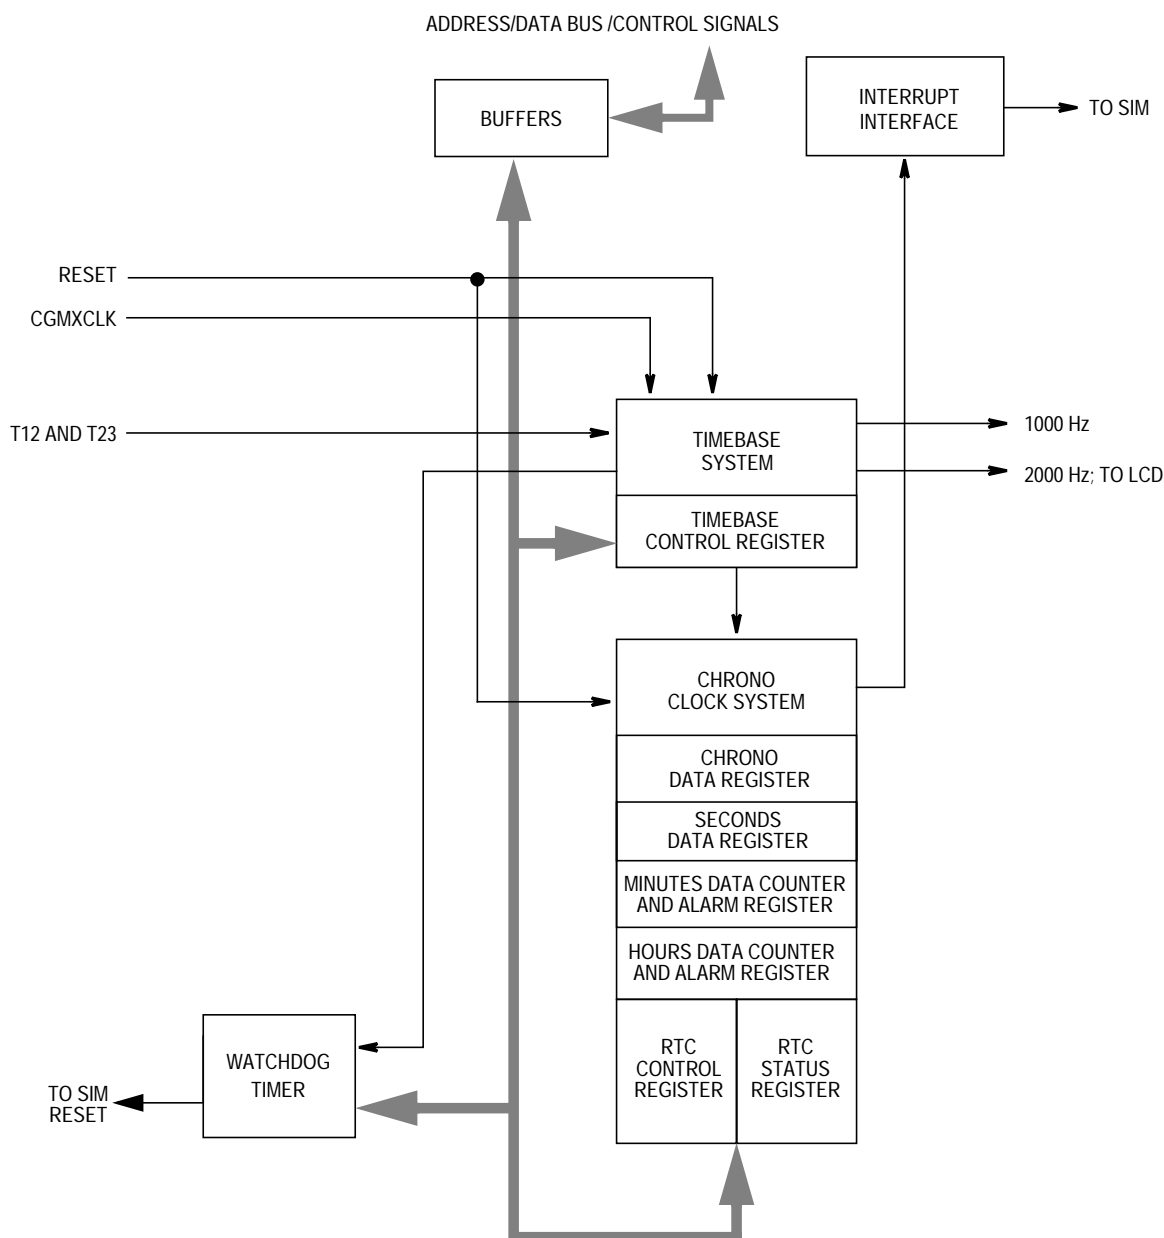 ADDRESS/DATA BUS /CONTROL SIGNALS
BUFFERS
INTERRUPT
INTERFACE
TO SIM
RESET
CGMXCLK
T12 AND T23
TIMEBASE
SYSTEM
1000 Hz
2000 Hz; TO LCD
TIMEBASE
CONTROL REGISTER
CHRONO
CLOCK SYSTEM
CHRONO
DATA REGISTER
SECONDS
DATA REGISTER
MINUTES DATA COUNTER
AND ALARM REGISTER
HOURS DATA COUNTER
AND ALARM REGISTER
RTC
CONTROL
REGISTER
RTC
STATUS
REGISTER
WATCHDOG
TIMER
TO SIM
RESET